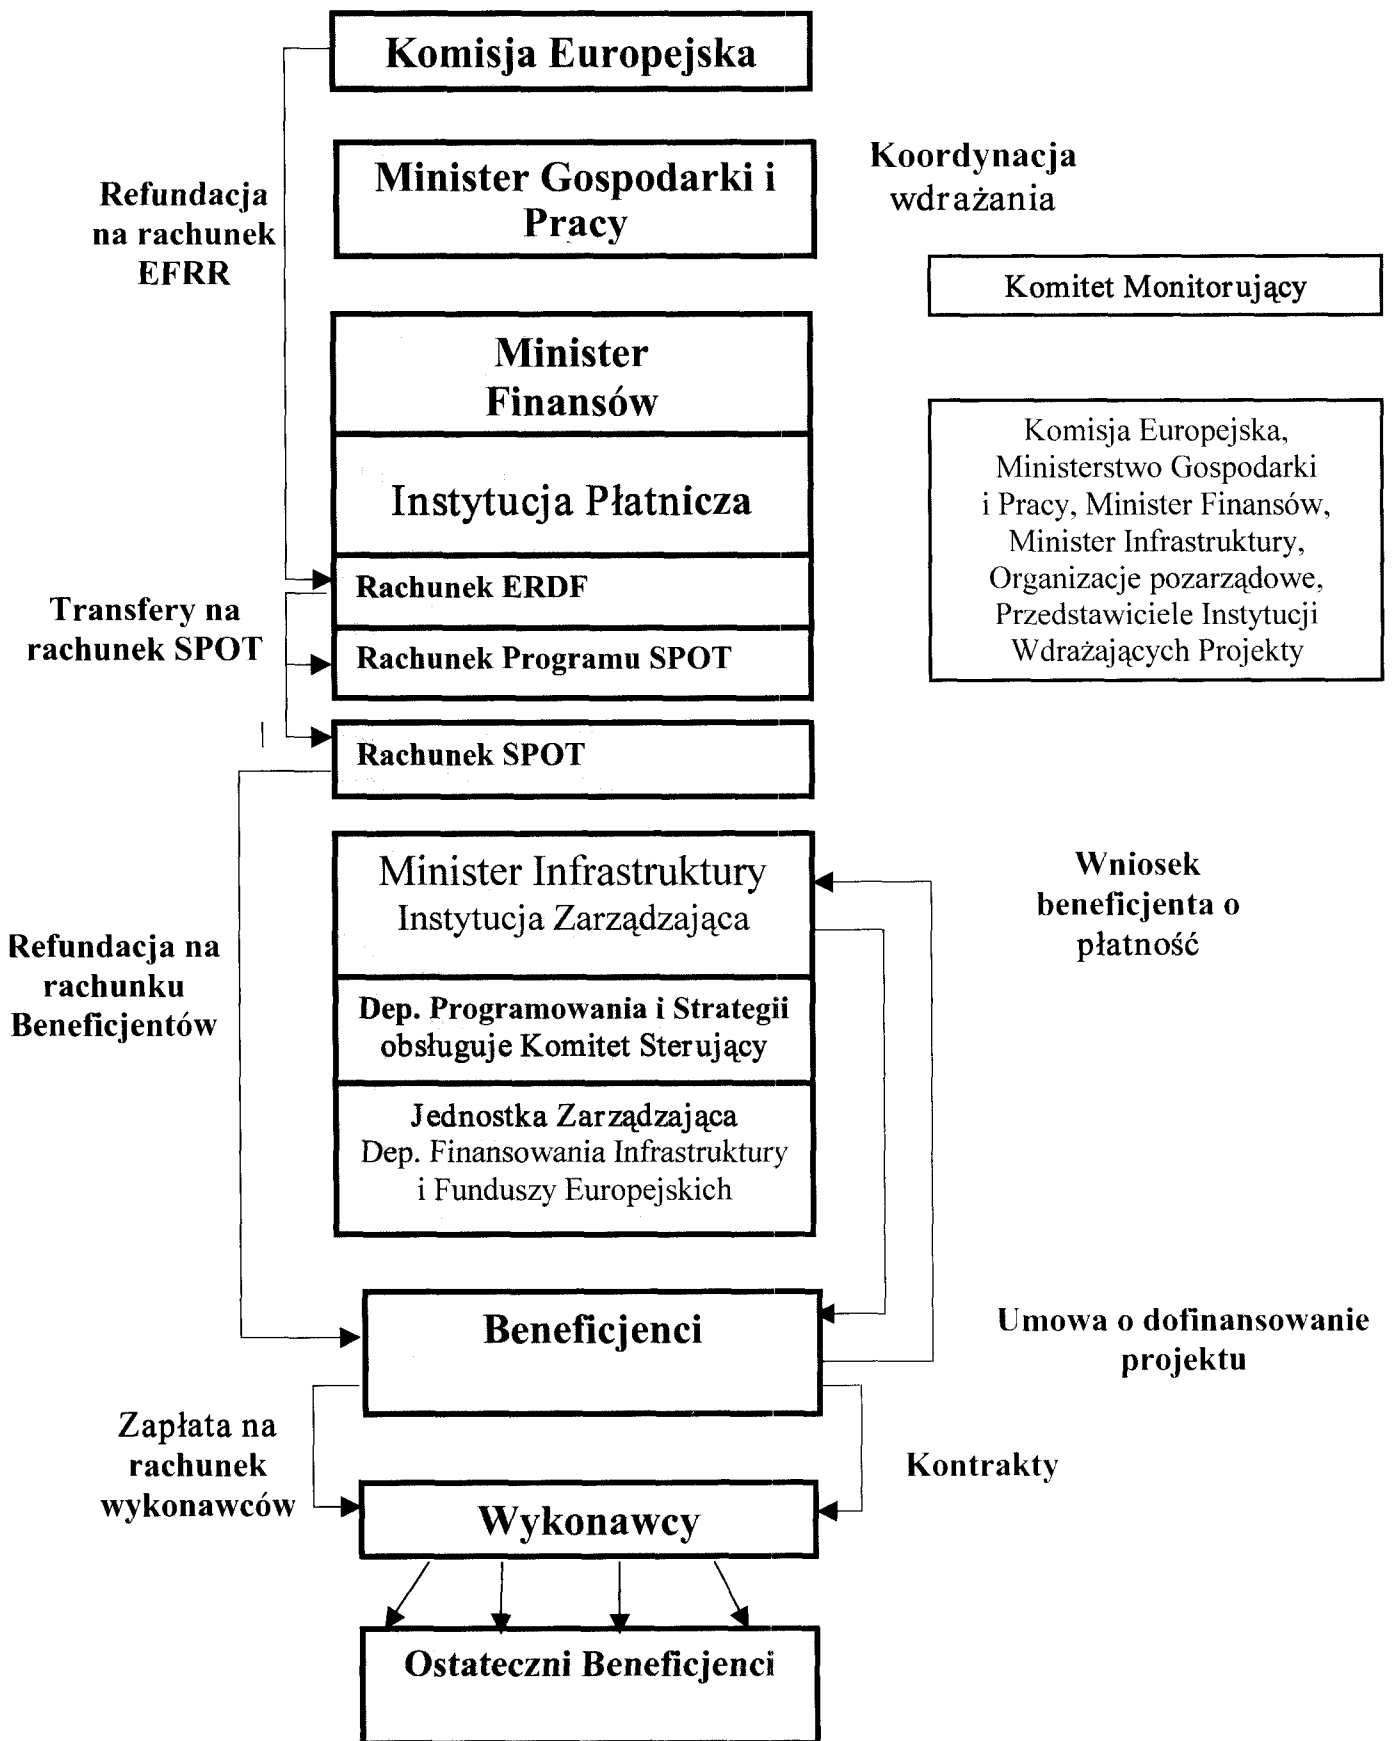 Komisja Europejska
Minister Gospodarki i
Pracy
Koordynacja
wdrażania
Refundacja
na rachunek
EFRR
Komitet Monitorujący
Minister
Finansów
Instytucja Płatnicza
Komisja Europejska,
Ministerstwo Gospodarki
i Pracy, Minister Finansów,
Minister Infrastruktury,
Organizacje pozarządowe,
Przedstawiciele Instytucji
Wdrażających Projekty
Rachunek ERDF
Transfery na
rachunek SPOT
Rachunek Programu SPOT
Rachunek SPOT
Minister Infrastruktury
Instytucja Zarządzająca
Wniosek
beneficjenta o
płatność
Refundacja na
rachunku
Beneficjentów
Dep. Programowania i Strategii
obsługuje Komitet Sterujący
Jednostka Zarządzająca
Dep. Finansowania Infrastruktury
i Funduszy Europejskich
Beneficjenci
Umowa o dofinansowanie
projektu
Zapłata na
rachunek
wykonawców
Kontrakty
Wykonawcy
Ostateczni Beneficjenci